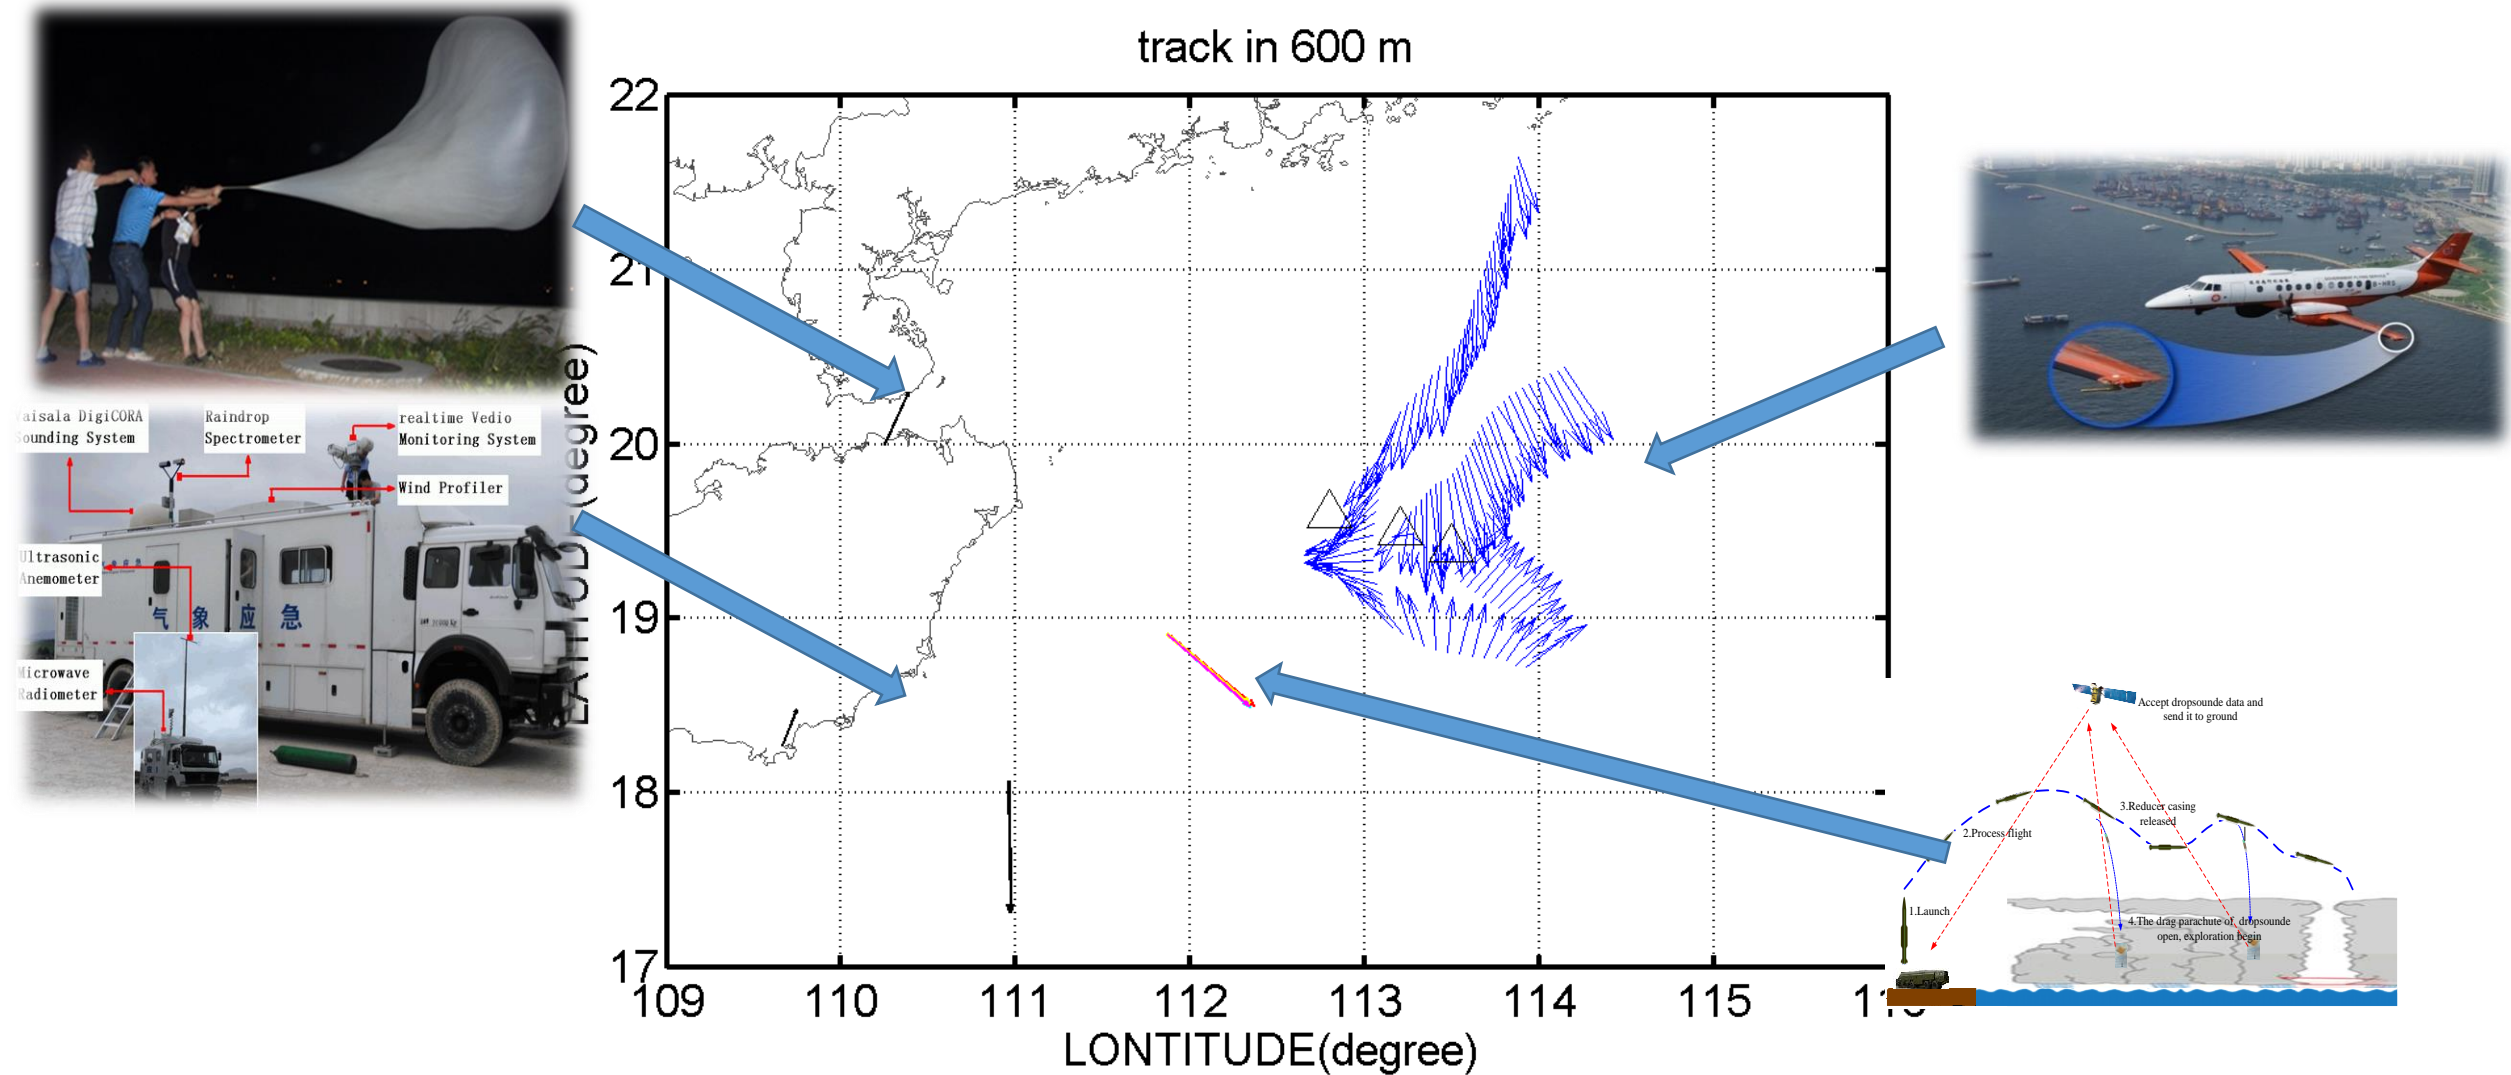 track in 600 m
22
21
20
19
18
17
109
110
111
112
113
114
115
LONTITUDE(degree)
(degree)
DigiCORA
Sounding System
Raindrop
Spectrometer
realtime Vedio
Monitoring System
Wind Profiler
Ultrasonic
Anemometer
Microwave
Radiometer
气象应急
Accept dropsounde data and
send it to ground
3.Reducer casing
released
2.Process flight
1.Launch
4.The drag parachute of dropsounde
open, exploration begin